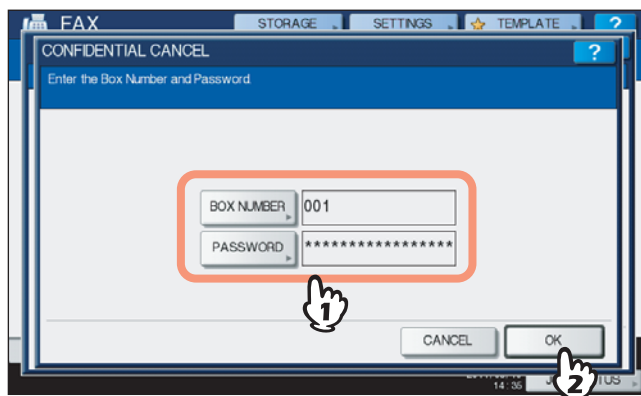 FAX STORAGE SETTINGS TEMPLATE ?
CONFIDENTIAL CANCEL ?
Enter the Box Number and Password
BOX NUMBER 001
PASSWORD *****************
1
CANCEL OK
2
14:35